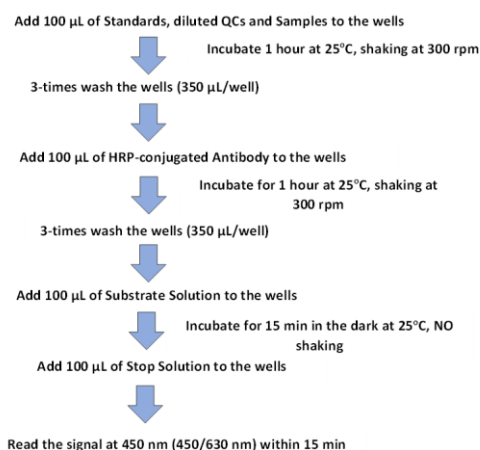 Add 100 µL of Standards, diluted QCs and Samples to the wells
Incubate 1 hour at 25°C, shaking at 300 rpm
3-times wash the wells (350 µL/well)
Add 100 µL of HRP-conjugated Antibody to the wells
Incubate for 1 hour at 25°C, shaking at
300 rpm
3-times wash the wells (350 µL/well)
Add 100 µL of Substrate Solution to the wells
Incubate for 15 min in the dark at 25°C, NO
shaking
Add 100 µL of Stop Solution to the wells
Read the signal at 450 nm (450/630 nm) within 15 min